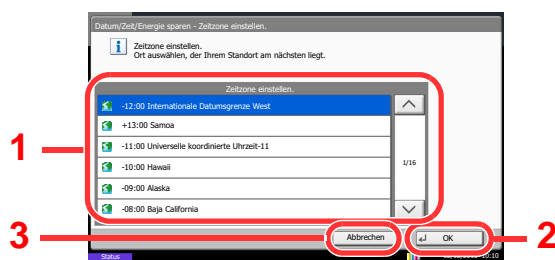 Datum/Zeit/Energie sparen - Zeitzone einstellen.
Zeitzone einstellen.
Ort auswählen, der Ihrem Standort am nächsten liegt.
Zeitzone einstellen.
-12:00 Internationale Datumsgrenze West
+13:00 Samoa
-11:00 Universelle koordinierte Uhrzeit-11
-10:00 Hawaii
-09:00 Alaska
-08:00 Baja California
1/16
1
3
Abbrechen
OK
2
Status
10:10